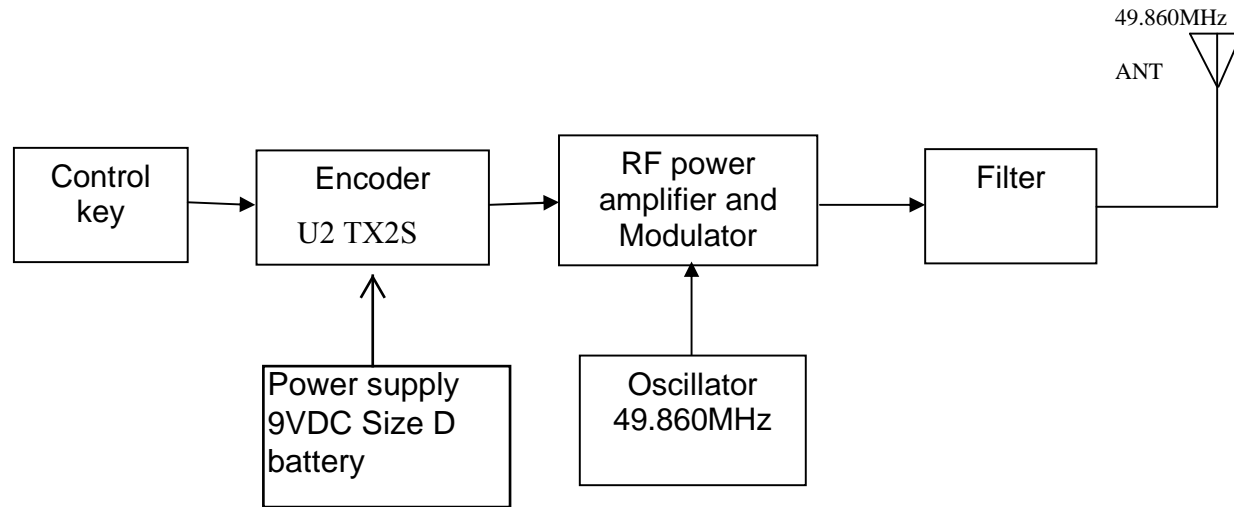 49.860MHz
ANT
Control
key
Encoder
U2 TX2S
RF power
amplifier and
Modulator
Filter
Power supply
9VDC Size D
battery
Oscillator
49.860MHz